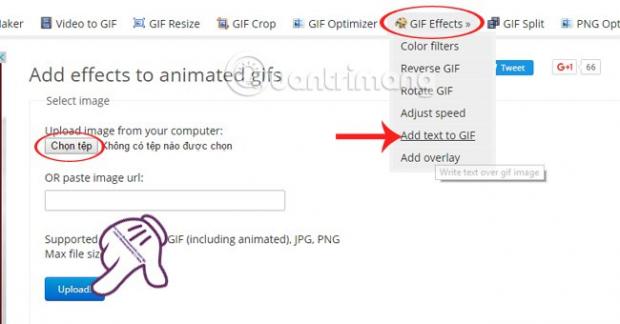 aker Video to GIF GIF Resize GIF Crop GIF Optimizer GIF Effects » GIF Split PNG Opt
Color filters
Tweet G+1 66
Add effects to animated gifs
Reverse GIF
Quantrimang
Rotate GIF
Select image
Adjust speed
Upload image from your computer:
Add text to GIF
Chọn tệp Không có tệp nào được chọn
Add overlay
Write text over gif image
OR paste image url:
Supported GIF (including animated), JPG, PNG
Max file siz
Upload!